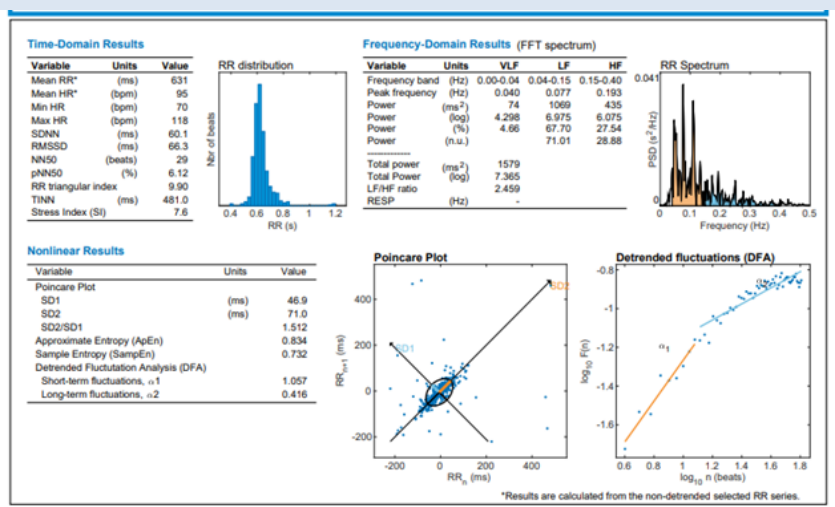 Time-Domain Results
Variable Units Value
Mean RR* (ms) 631
Mean HR* (bpm) 95
Min HR (bpm) 70
Max HR (bpm) 118
SDNN (ms) 60.1
RMSSD (ms) 66.3
NN50 (beats) 29
pNN50 (%) 6.12
RR triangular index 9.90
TINN (ms) 481.0
Stress Index (SI) 7.6
RR distribution
Nbr of beats
0.4 0.6 0.8 1 1.2
RR (s)
Frequency-Domain Results (FFT spectrum)
Variable Units VLF LF HF
Frequency band (Hz) 0.00-0.04 0.04-0.15 0.15-0.40
Peak frequency (Hz) 0.040 0.077 0.193
Power (ms2) 74 1069 435
Power (log) 4.298 6.975 6.075
Power (%) 4.66 67.70 27.54
Power (n.u.) 71.01 28.88
------------
Total power (ms2) 1579
Total Power (log) 7.365
LF/HF ratio 2.459
RESP (Hz) -
RR Spectrum
0.041
PSD (s2/Hz)
0
0 0.1 0.2 0.3 0.4 0.5
Frequency (Hz)
Nonlinear Results
Variable Units Value
Poincare Plot
SD1 (ms) 46.9
SD2 (ms) 71.0
SD2/SD1 1.512
Approximate Entropy (ApEn) 0.834
Sample Entropy (SampEn) 0.732
Detrended Fluctutation Analysis (DFA)
Short-term fluctuations, α1 1.057
Long-term fluctuations, α2 0.416
Poincare Plot
SD2
SD1
400
200
0
-200
RRn+1 (ms)
-200 0 200 400
RRn (ms)
Detrended fluctuations (DFA)
-0.8
-1
-1.2
-1.4
-1.6
log10 F(n)
α1
0.6 0.8 1 1.2 1.4 1.6 1.8
log10 n (beats)
*Results are calculated from the non-detrended selected RR series.